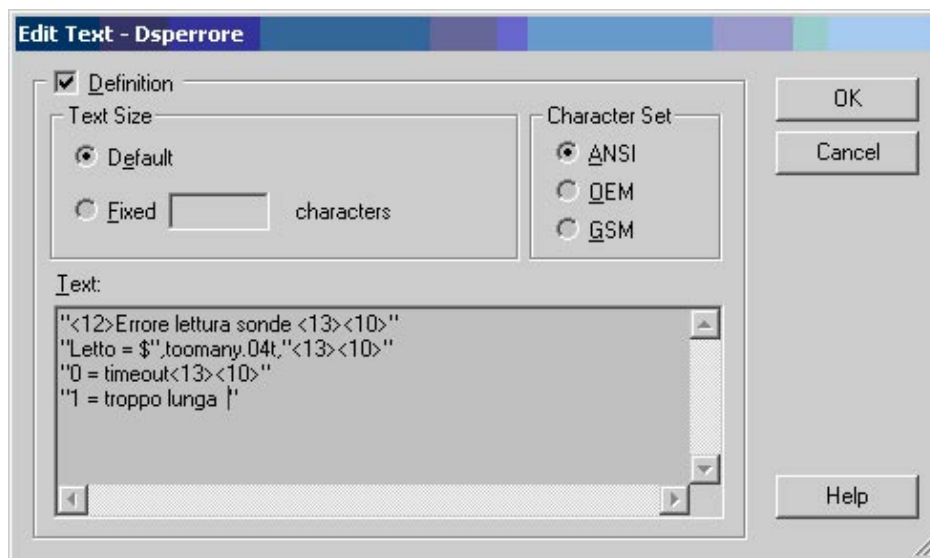 Edit Text - Dsperrore
Definition
OK
Text Size
Character Set
Default
ANSI
Cancel
OEM
Fixed
characters
GSM
Text:
"<12>Errore lettura sonde <13><10>"
"Letto = $",toomany.04t,"<13><10>"
"0 = timeout<13><10>"
"1 = troppo lunga "
Help